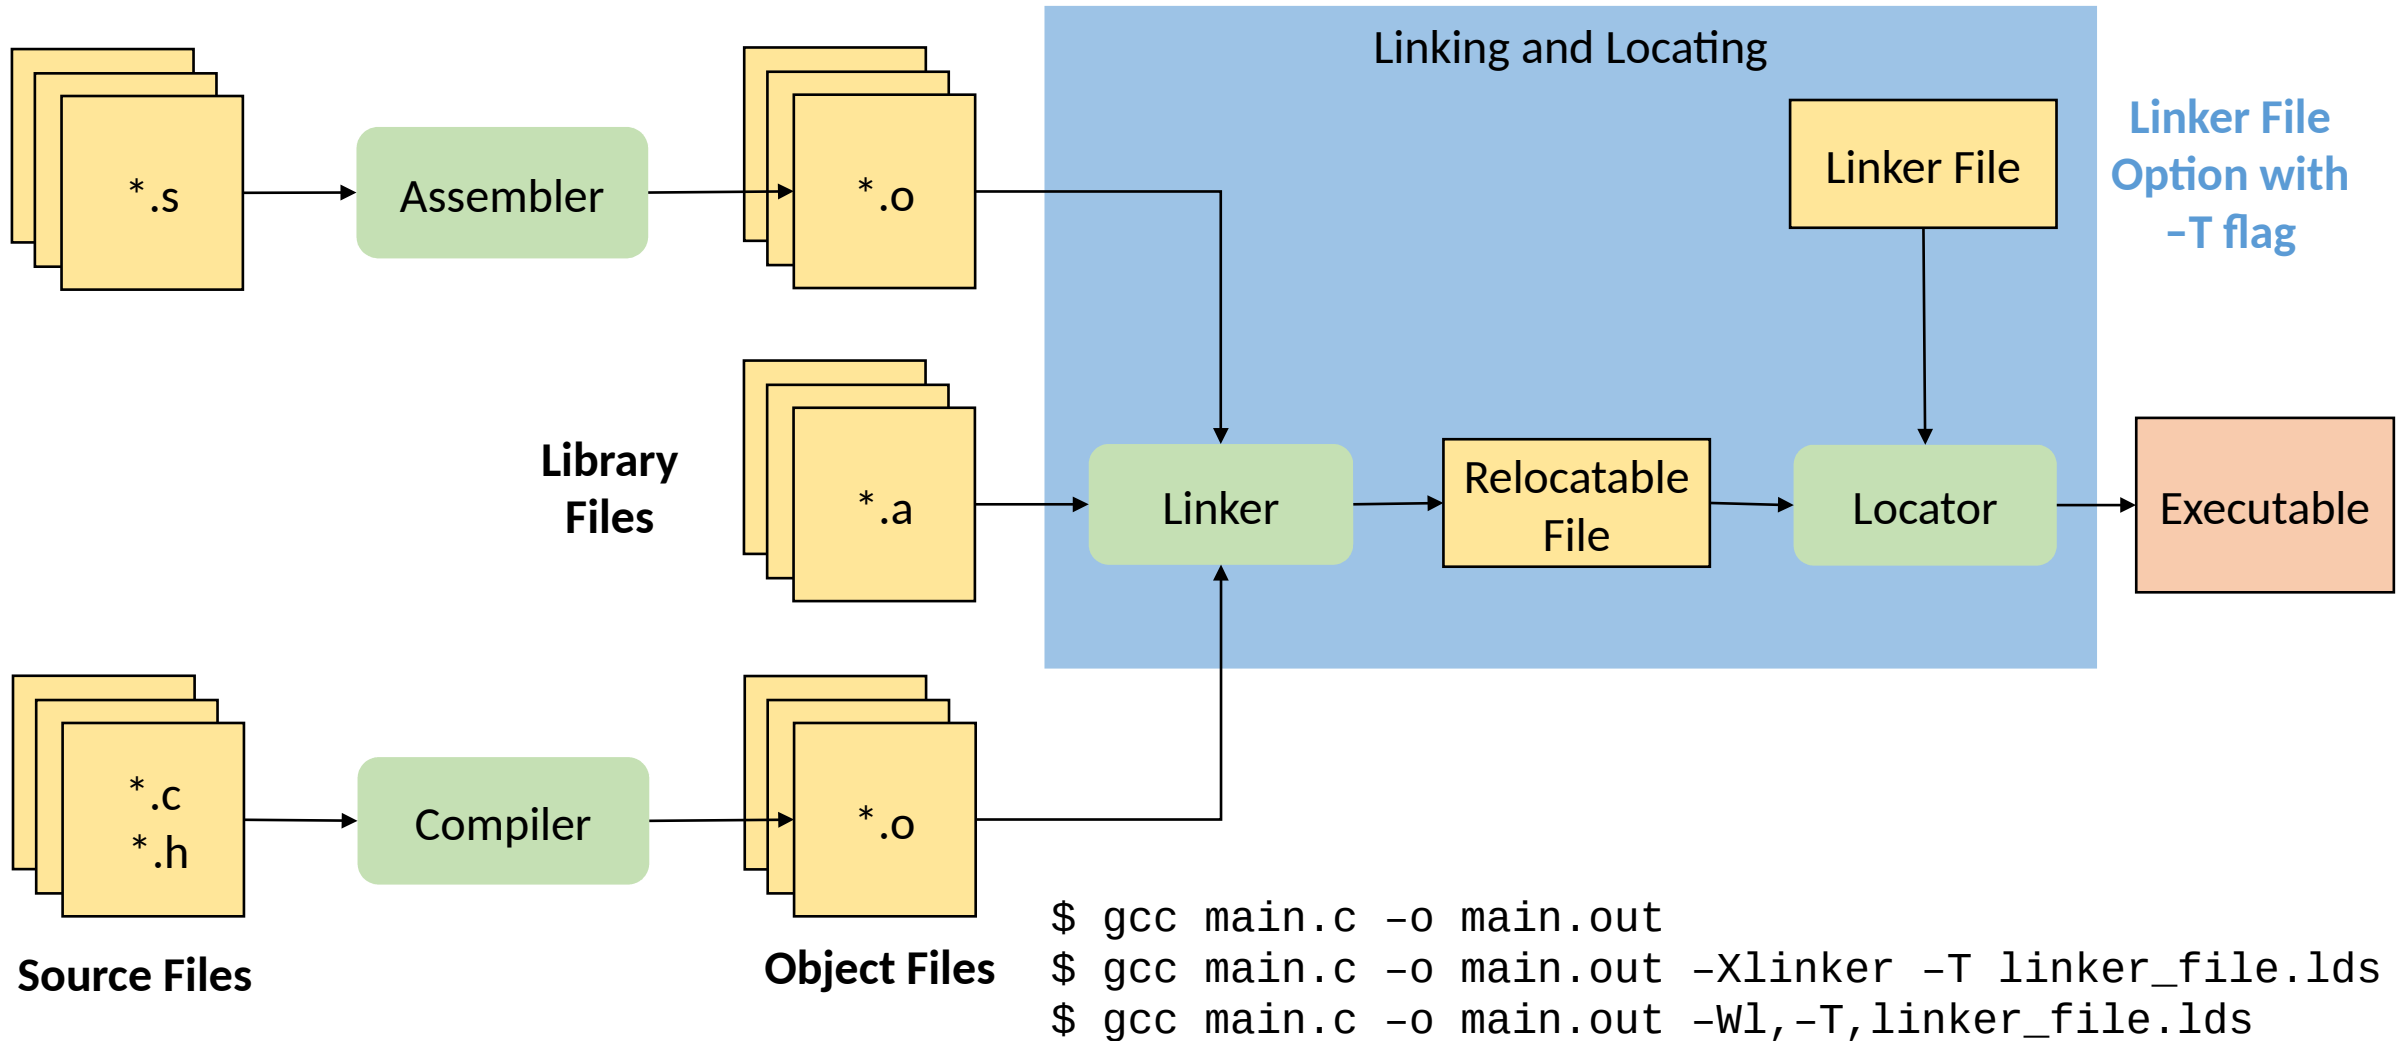 Linking and Locating
*.s
Assembler
*.o
Linker File
Linker File
Option with
–T flag
Library
Files
*.a
Linker
Relocatable
File
Locator
Executable
*.c
*.h
Compiler
*.o
Source Files
Object Files
$ gcc main.c –o main.out
$ gcc main.c –o main.out –Xlinker –T linker_file.lds
$ gcc main.c –o main.out –Wl,–T,linker_file.lds